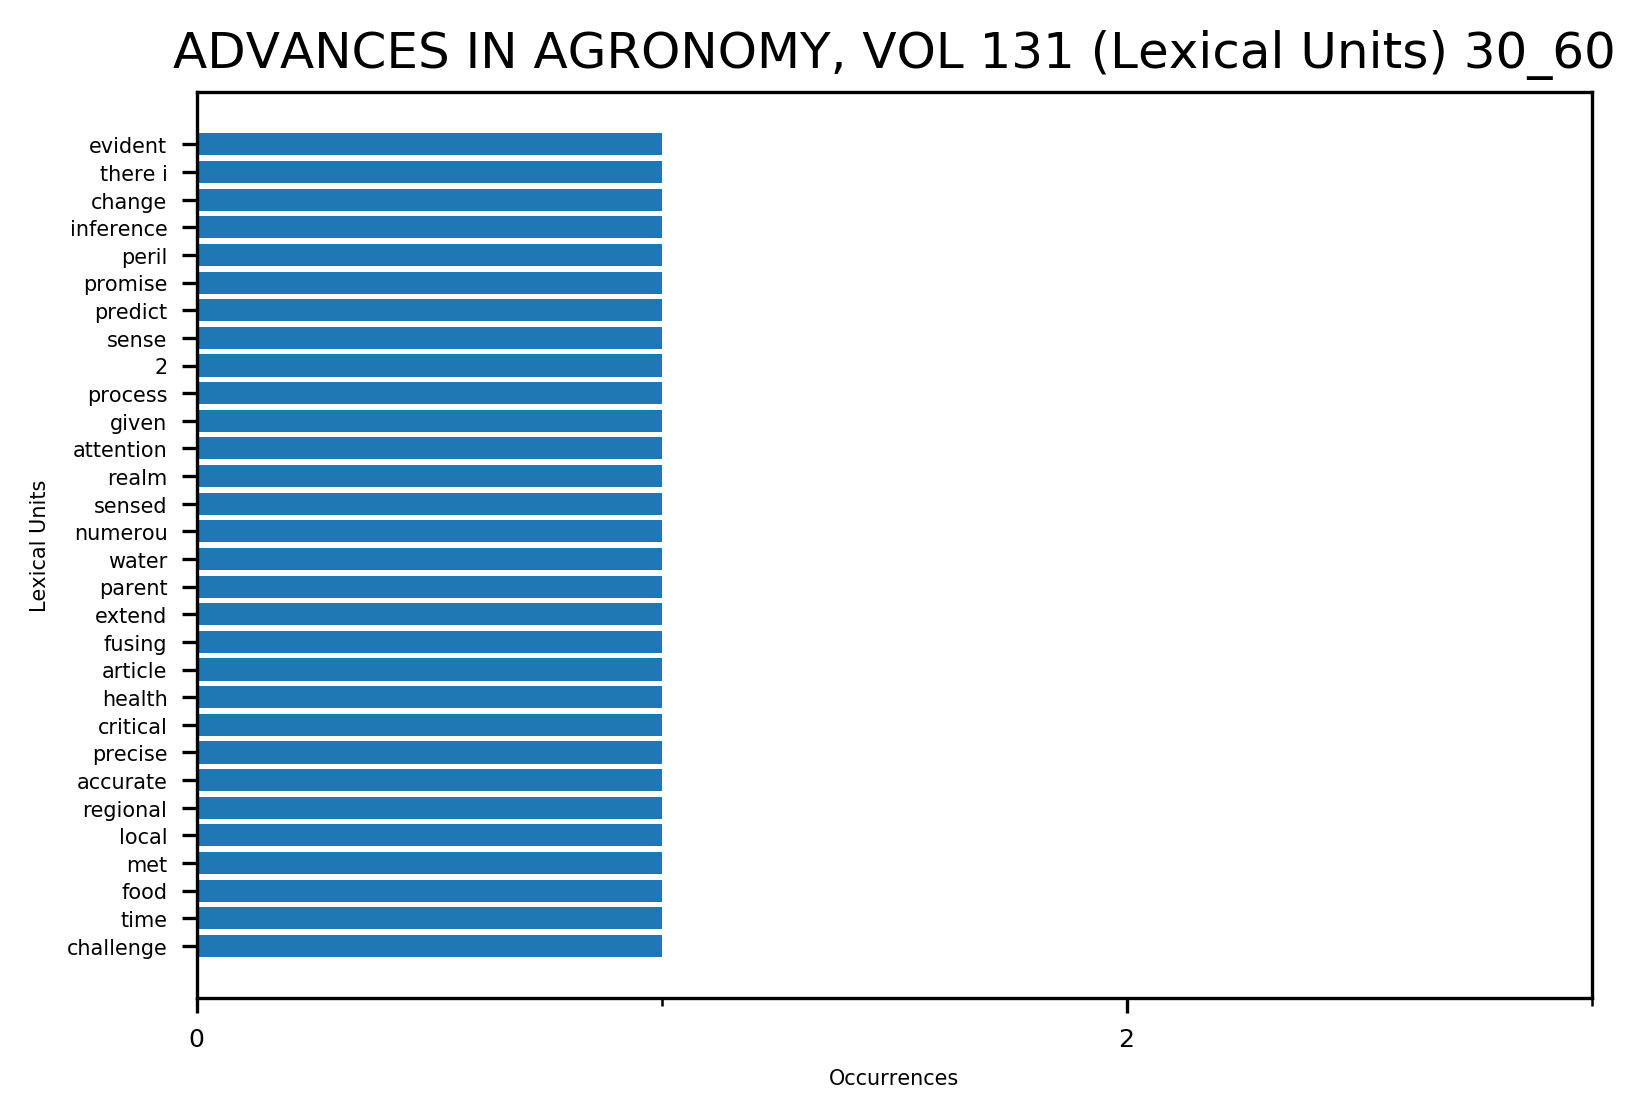 ADVANCES IN AGRONOMY, VOL 131 (Lexical Units) 30_60
evident
there i
change
inference
peril
promise
predict
sense
2
process
given
attention
realm
sensed
numerou
water
parent
extend
fusing
article
health
critical
precise
accurate
regional
local
met
food
time
challenge
Lexical Units
0
2
Occurrences